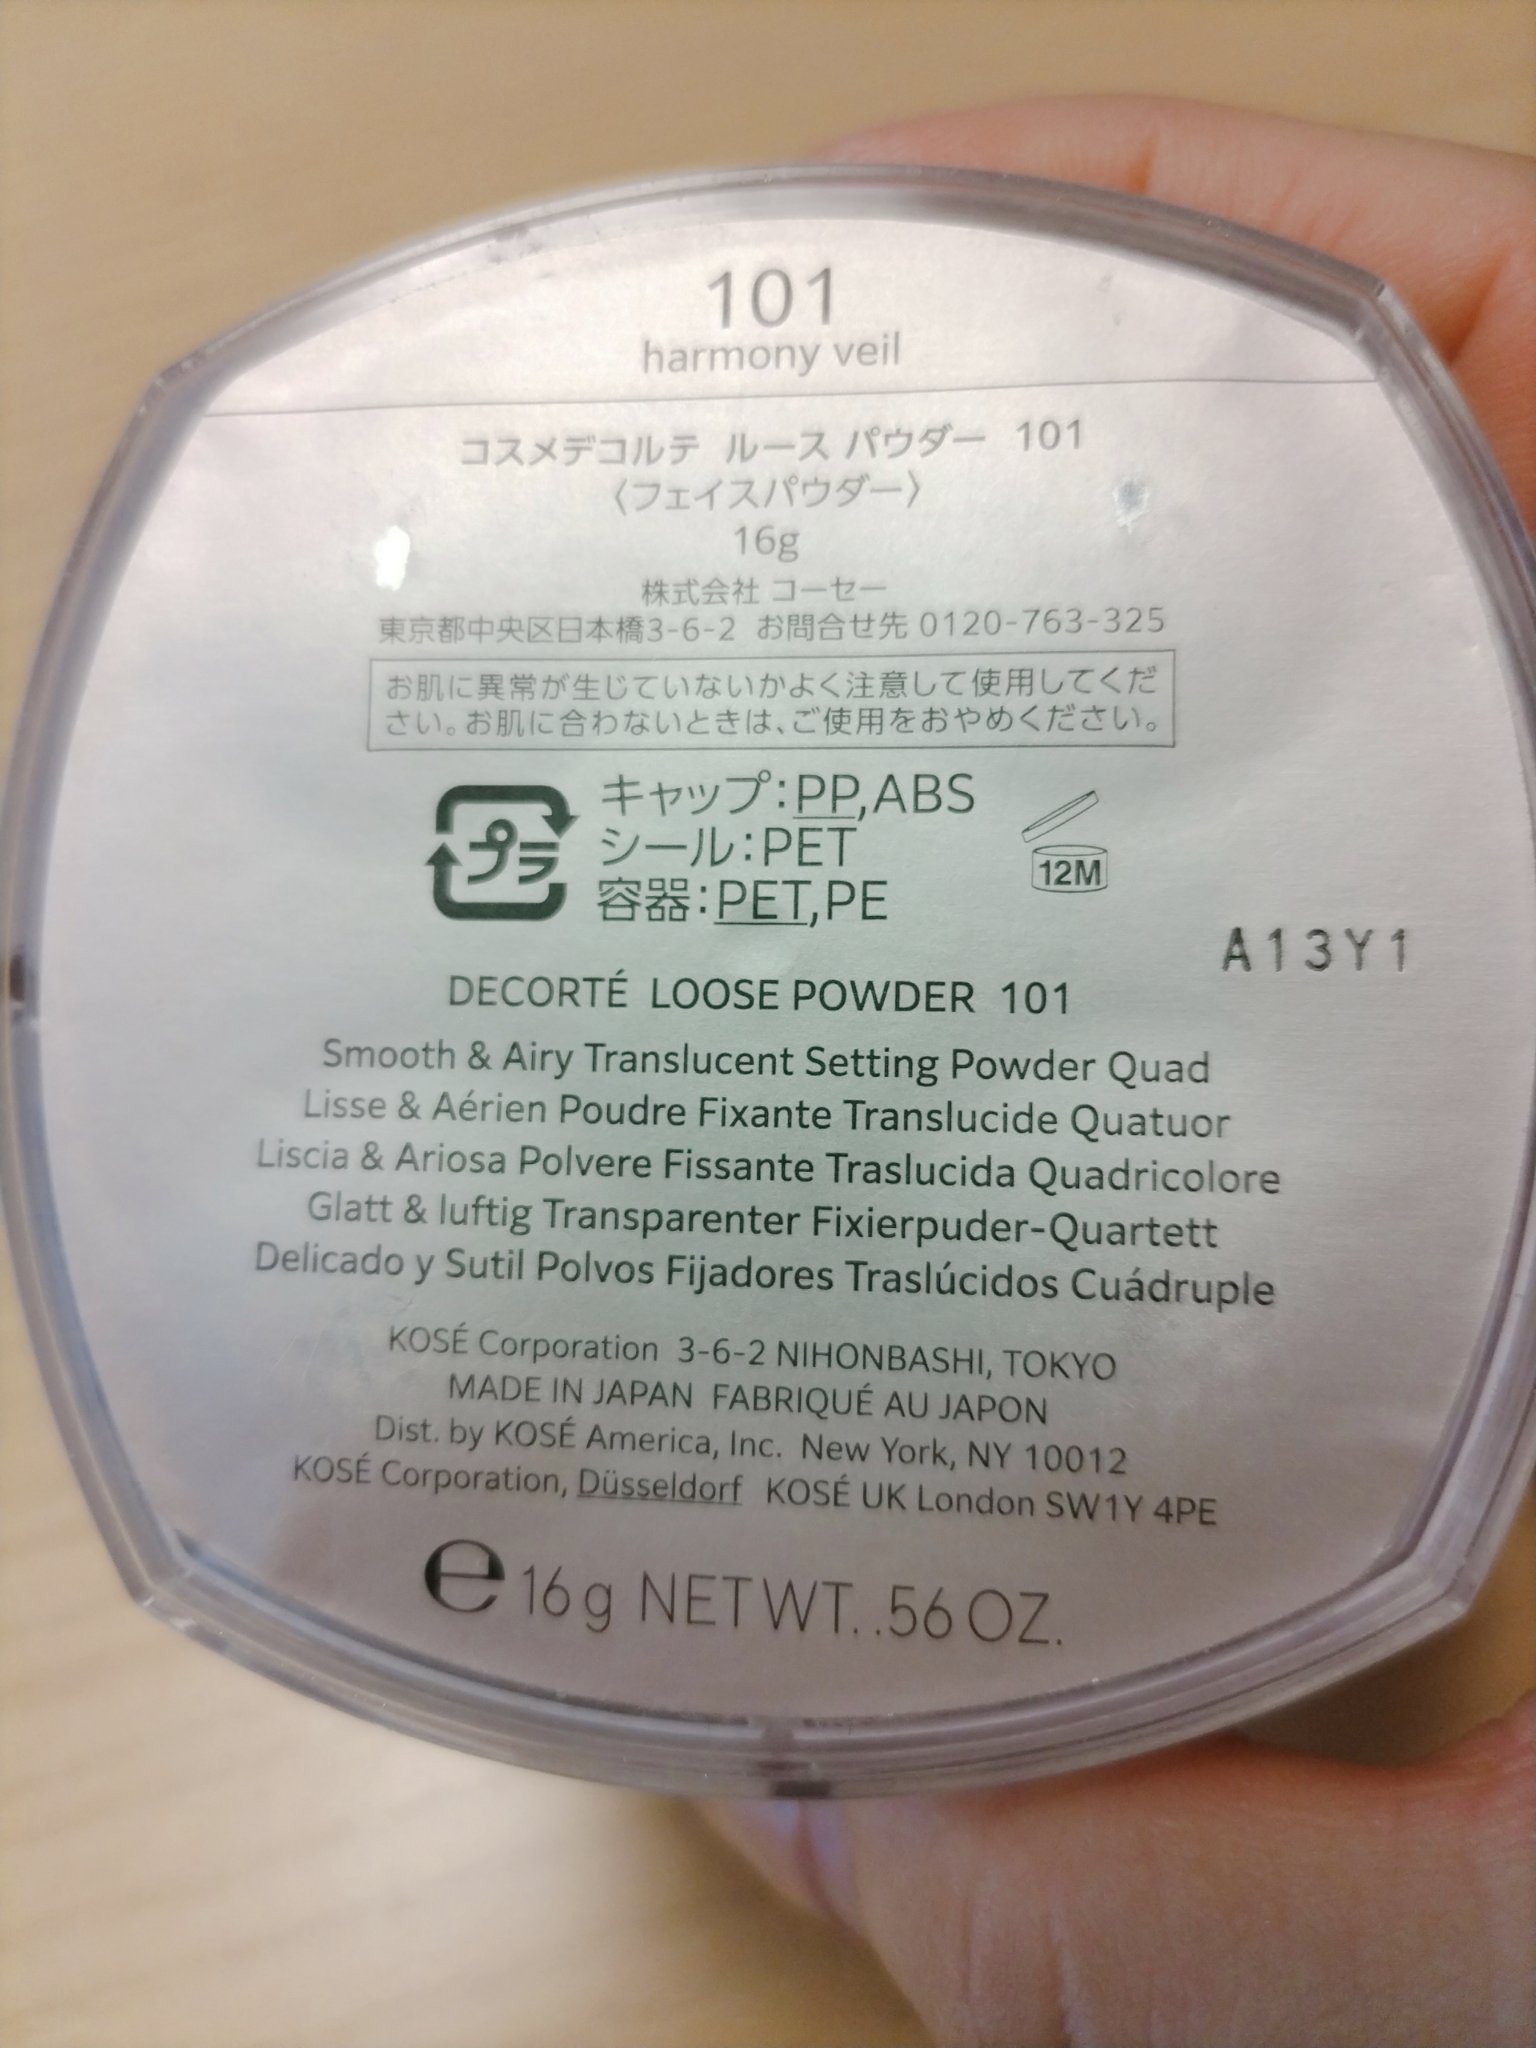 101
harmony veil
コスメデコルテ ルース パウダー 101
〈フェイスパウダー〉
16g
株式会社 コーセー
東京都中央区日本橋3-6-2 お問合せ先 0120-763-325
お肌に異常が生じていないかよく注意して使用してくだ
さい。お肌に合わないときは、ご使用をおやめください。
プラ
キャップ:PP,ABS
シール:PET
容器:PET,PE
12M
A13Y1
DECORTÉ LOOSE POWDER 101
Smooth & Airy Translucent Setting Powder Quad
Lisse & Aérien Poudre Fixante Translucide Quatuor
Liscia & Ariosa Polvere Fissante Traslucida Quadricolore
Glatt & luftig Transparenter Fixierpuder-Quartett
Delicado y Sutil Polvos Fijadores Traslúcidos Cuádruple
KOSÉ Corporation 3-6-2 NIHONBASHI, TOKYO
MADE IN JAPAN FABRIQUÉ AU JAPON
Dist. by KOSÉ America, Inc. New York, NY 10012
KOSÉ Corporation, Düsseldorf KOSÉ UK London SW1Y 4PE
℮ 16g NET WT. .56 OZ.